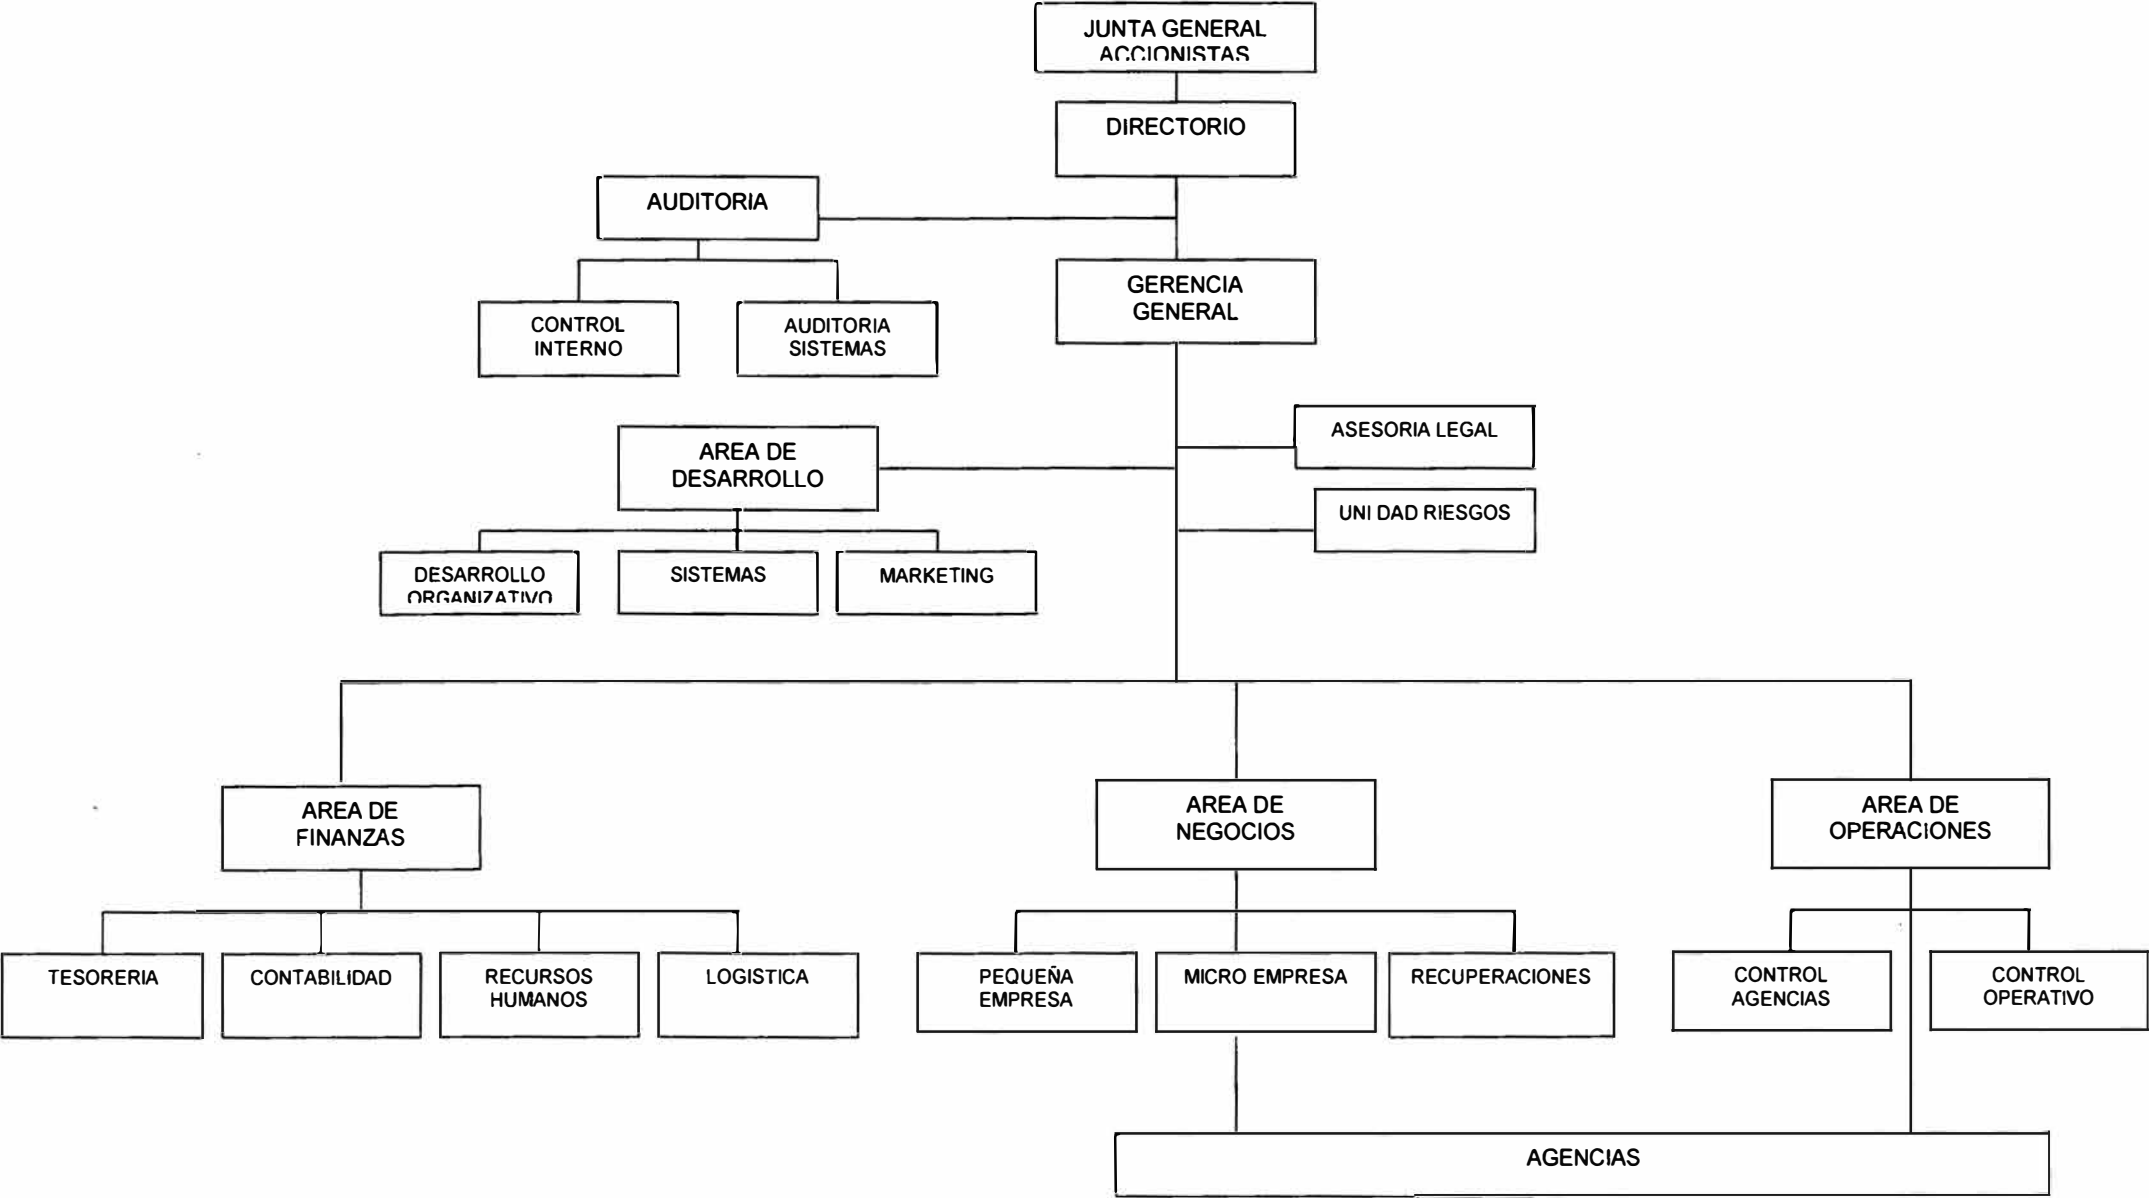 JUNTA GENERAL
ACCIONISTAS
DIRECTORIO
AUDITORIA
GERENCIA
GENERAL
CONTROL
INTERNO
AUDITORIA
SISTEMAS
ASESORIA LEGAL
AREA DE
DESARROLLO
UNI DAD RIESGOS
DESARROLLO
ORGANIZATIVO
SISTEMAS
MARKETING
AREA DE
FINANZAS
AREA DE
NEGOCIOS
AREA DE
OPERACIONES
TESORERIA
CONTABILIDAD
RECURSOS
HUMANOS
LOGISTICA
PEQUEÑA
EMPRESA
MICRO EMPRESA
RECUPERACIONES
CONTROL
AGENCIAS
CONTROL
OPERATIVO
AGENCIAS